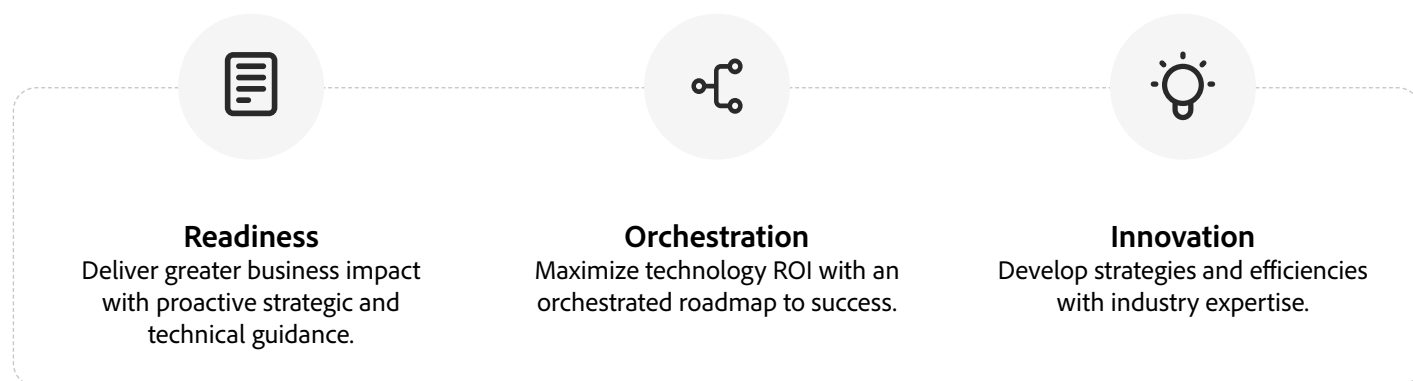 Readiness
Deliver greater business impact
with proactive strategic and
technical guidance.
Orchestration
Maximize technology ROI with an
orchestrated roadmap to success.
Innovation
Develop strategies and efficiencies
with industry expertise.